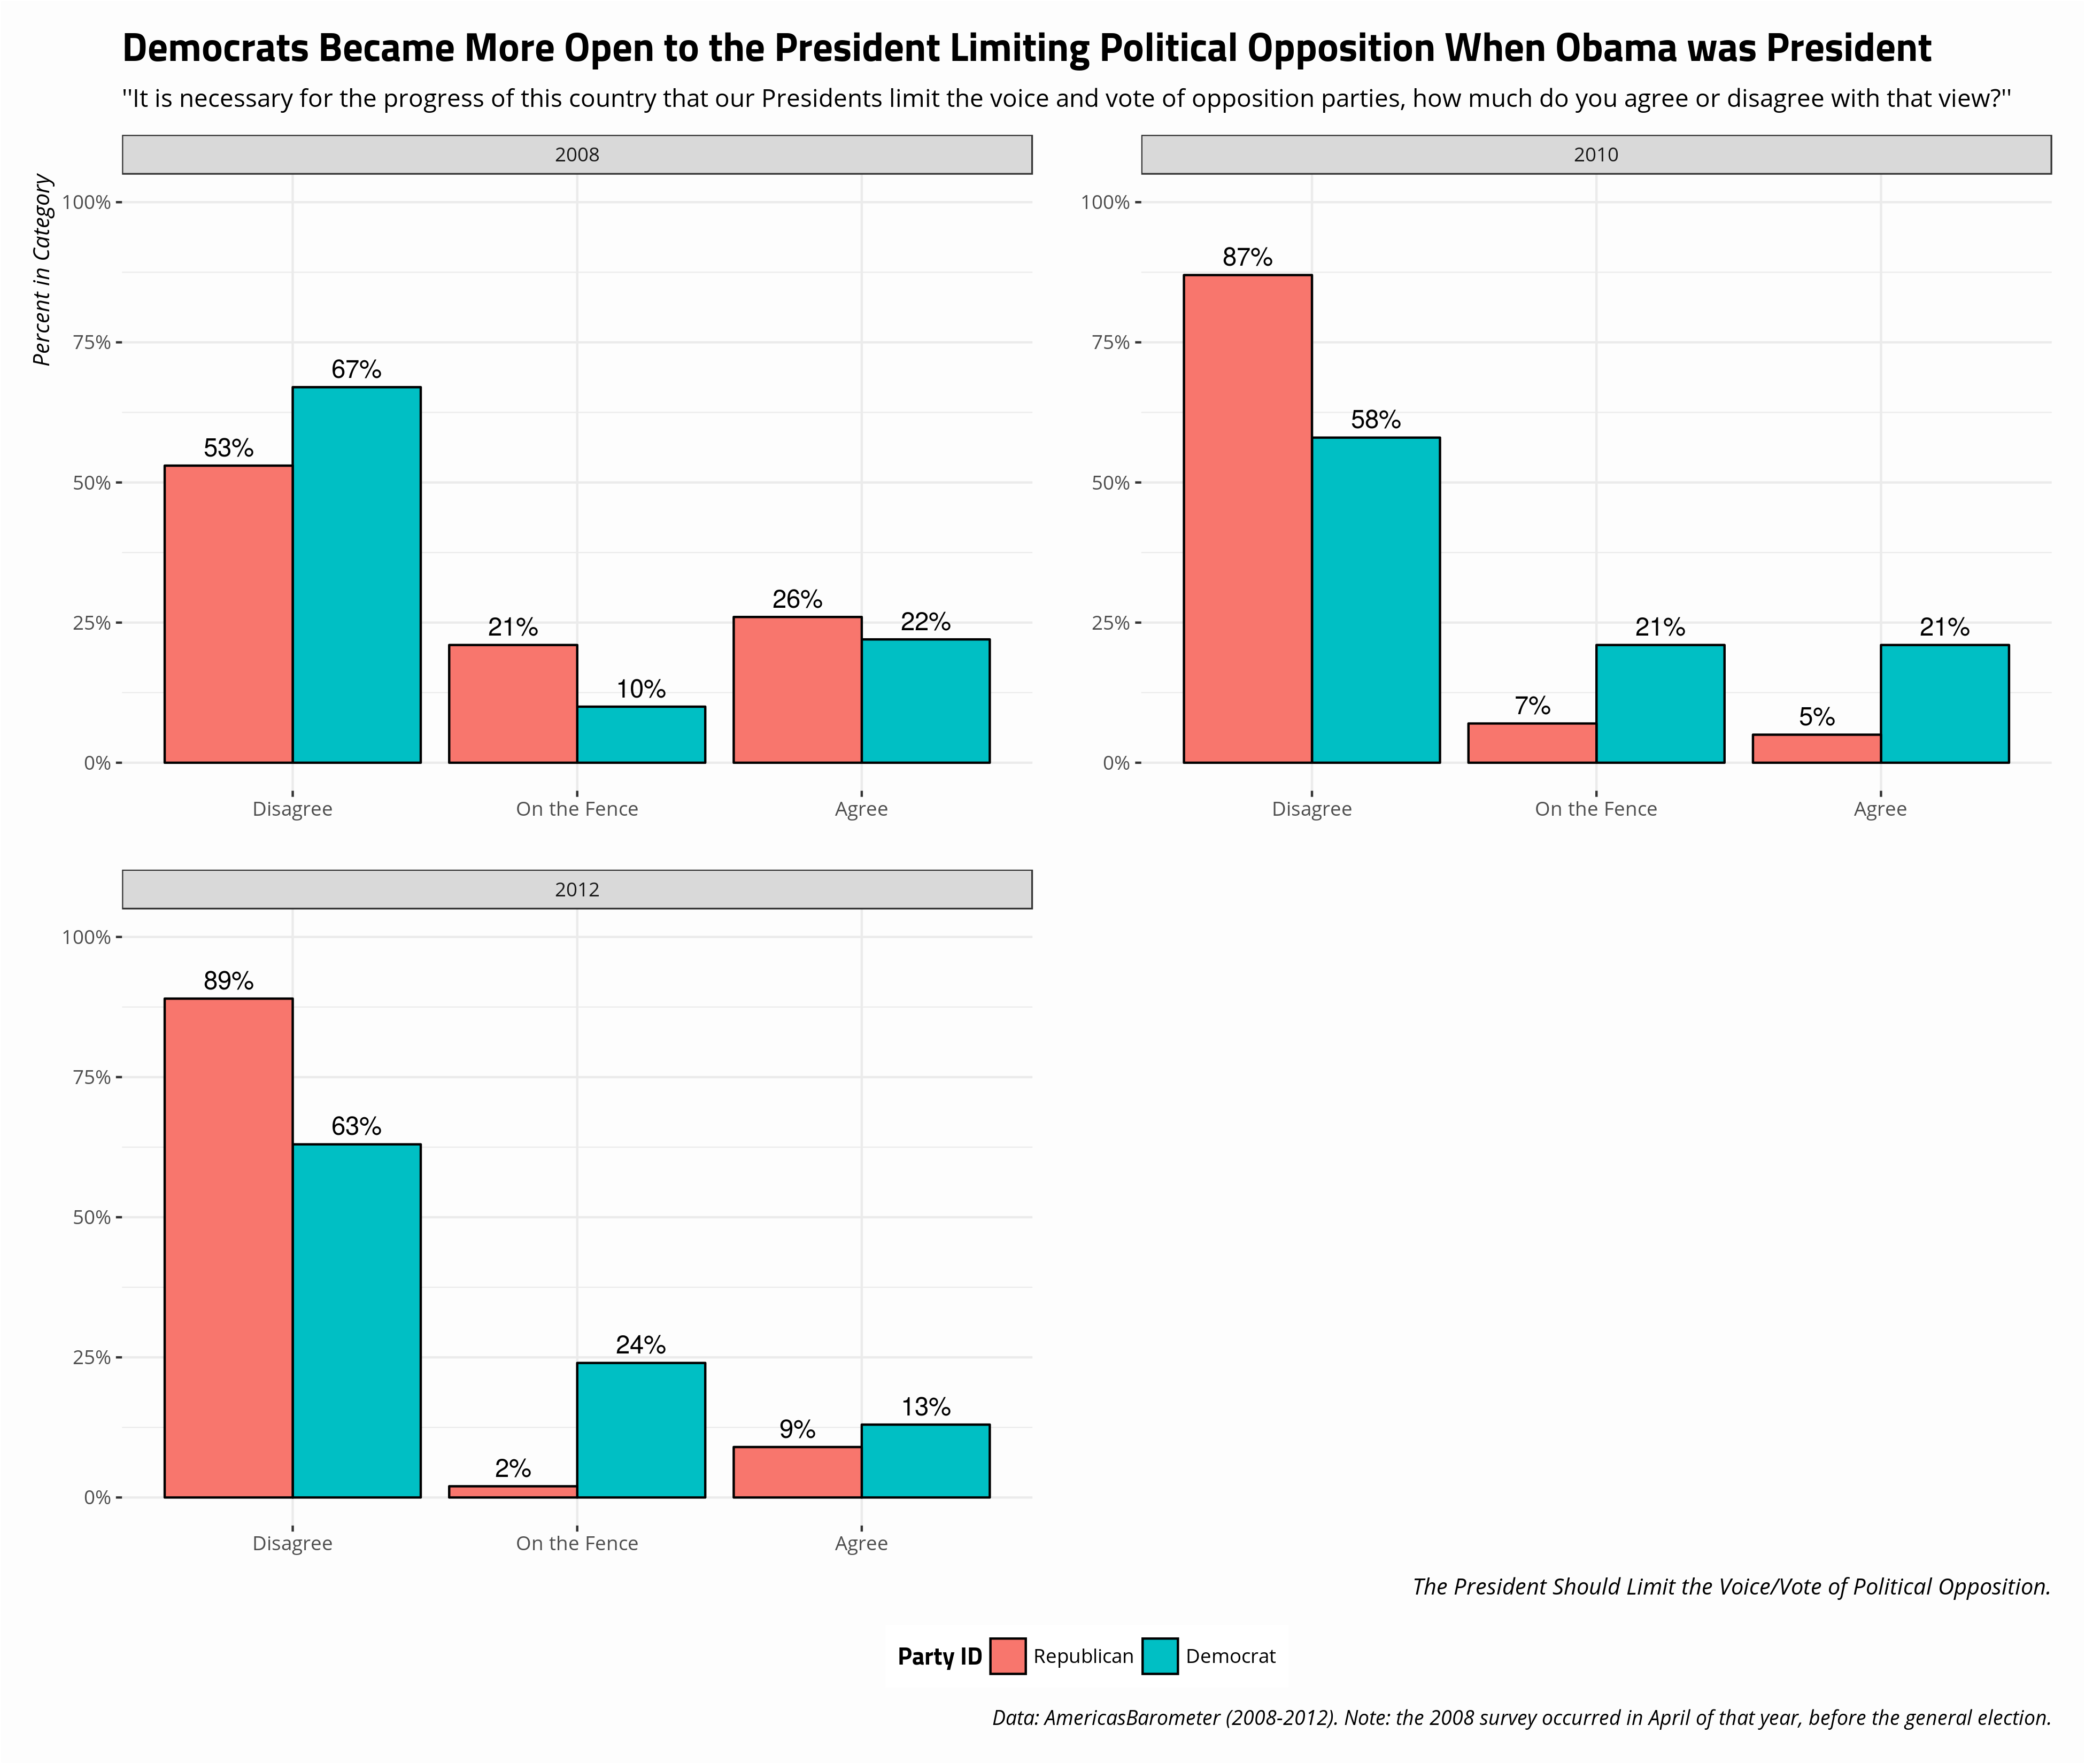 Democrats Became More Open to the President Limiting Political Opposition When Obama was President
"It is necessary for the progress of this country that our Presidents limit the voice and vote of opposition parties, how much do you agree or disagree with that view?"
Percent in Category
2008
100%
75%
50%
25%
0%
53%
67%
21%
10%
26%
22%
Disagree
On the Fence
Agree
2010
100%
75%
50%
25%
0%
87%
58%
7%
21%
5%
21%
Disagree
On the Fence
Agree
2012
100%
75%
50%
25%
0%
89%
63%
2%
24%
9%
13%
Disagree
On the Fence
Agree
The President Should Limit the Voice/Vote of Political Opposition.
Party ID Republican Democrat
Data: AmericasBarometer (2008-2012). Note: the 2008 survey occurred in April of that year, before the general election.